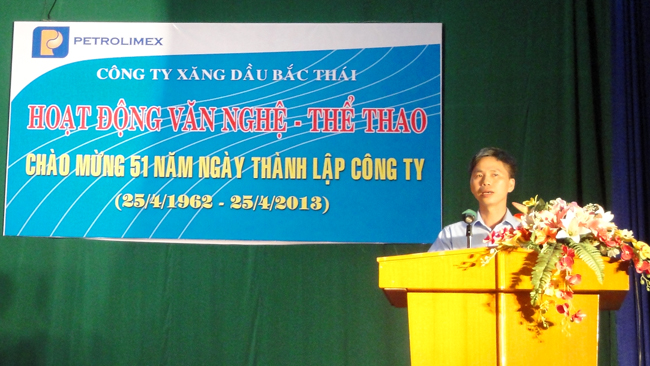 PETROLIMEX
CÔNG TY XĂNG DẦU BẮC THÁI
HOẠT ĐỘNG VĂN NGHỆ - THỂ THAO
CHÀO MỪNG 51 NĂM NGÀY THÀNH LẬP CÔNG TY
(25/4/1962 - 25/4/2013)